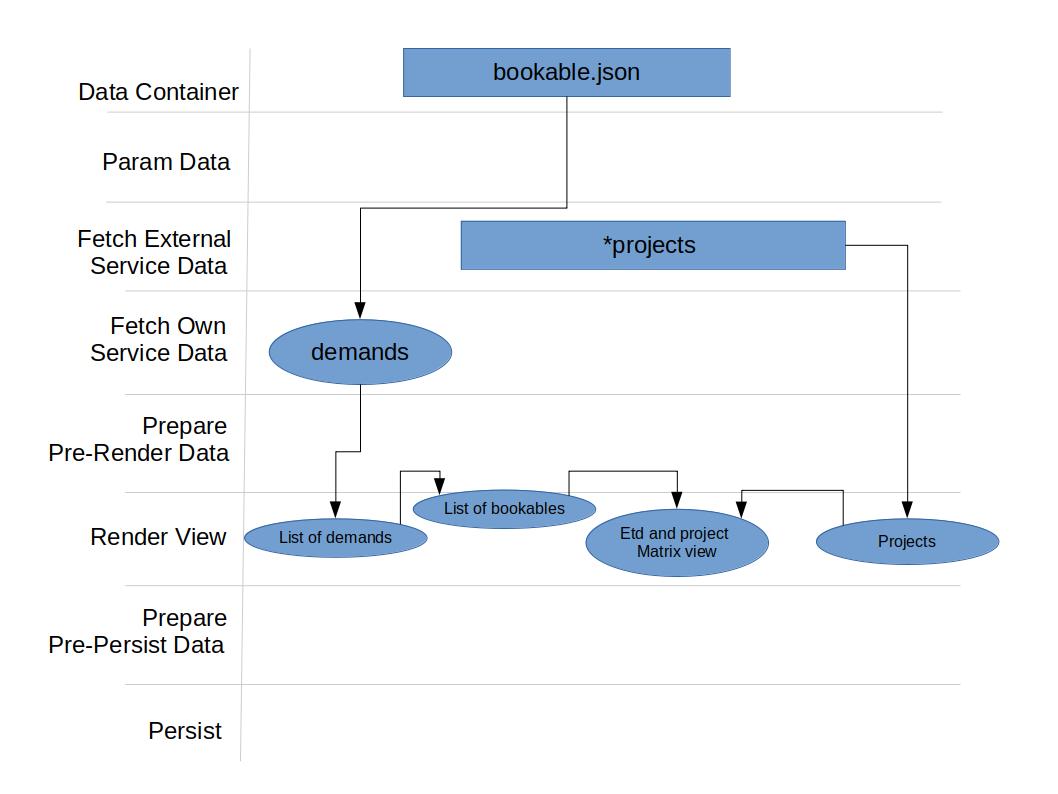 bookable.json
Data Container
Param Data
Fetch External
Service Data
*projects
Fetch Own
Service Data
demands
Prepare
Pre-Render Data
Render View
List of demands
List of bookables
Etd and project
Matrix view
Projects
Prepare
Pre-Persist Data
Persist